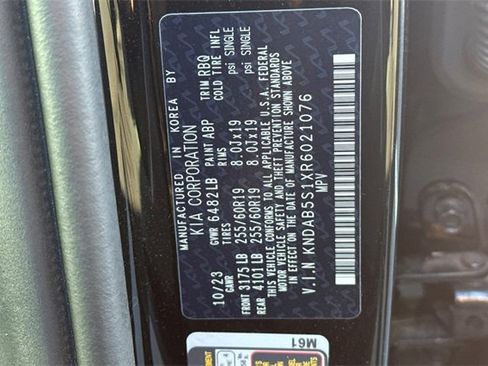 MANUFACTURED IN KOREA BY
KIA CORPORATION
10/23 GVWR 6482LB PAINT ABP TRIM RBQ
GAWR TIRES RIMS COLD TIRE INFL
FRONT 3175LB 255/60R19 8.0Jx19 psi SINGLE
REAR 4101LB 255/60R19 8.0Jx19 psi SINGLE
THIS VEHICLE CONFORMS TO ALL APPLICABLE U.S.A. FEDERAL
MOTOR VEHICLE SAFETY AND THEFT PREVENTION STANDARDS
IN EFFECT ON THE DATE OF MANUFACTURE SHOWN ABOVE
V.I.N KNDAB5S1XR6021076
MPV
M61